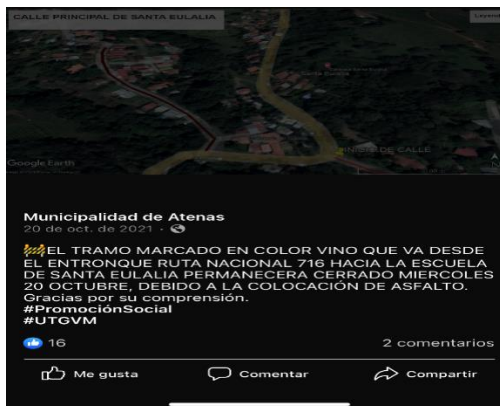 CALLE PRINCIPAL DE SANTA EULALIA
Google Earth
Municipalidad de Atenas
20 de oct. de 2021 ·
🚧EL TRAMO MARCADO EN COLOR VINO QUE VA DESDE
EL ENTRONQUE RUTA NACIONAL 716 HACIA LA ESCUELA
DE SANTA EULALIA PERMANECERA CERRADO MIERCOLES
20 OCTUBRE, DEBIDO A LA COLOCACIÓN DE ASFALTO.
Gracias por su comprensión.
#PromociónSocial
#UTGVM
16
2 comentarios
Me gusta
Comentar
Compartir